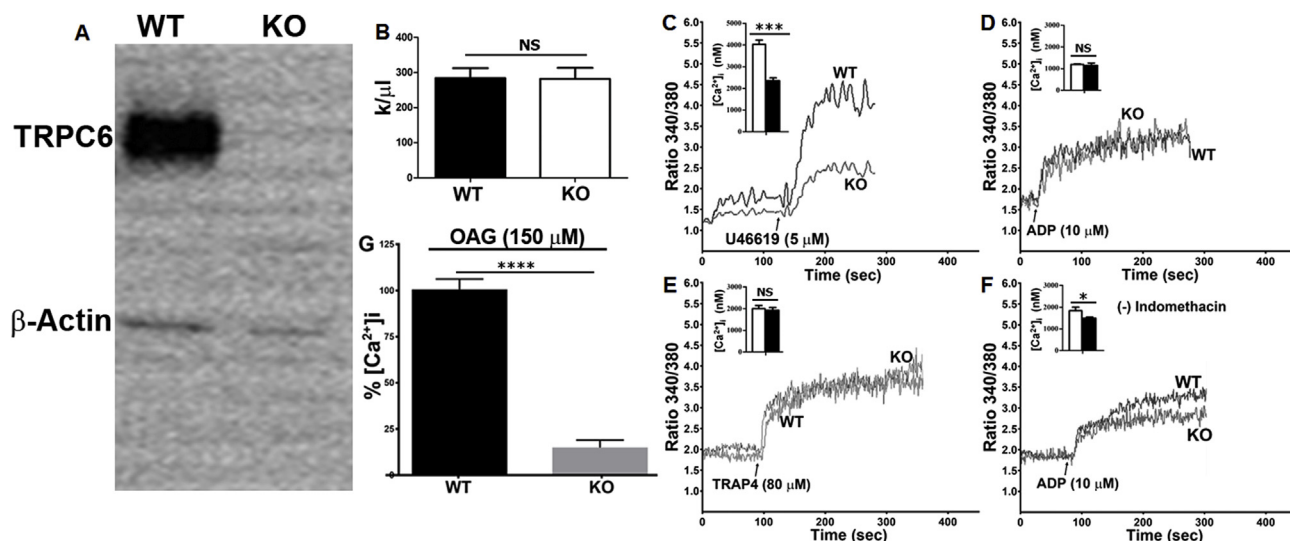 A
WT KO
TRPC6
β-Actin
B
NS
k/μl
400
300
200
100
0
WT KO
G
OAG (150 μM)
****
% [Ca²⁺]i
125
100
75
50
25
0
WT KO
C
Ratio 340/380
6.0
5.5
5.0
4.5
4.0
3.5
3.0
2.5
2.0
1.5
1.0
[Ca²⁺]i (nM)
5000
4000
3000
2000
1000
0
***
WT
KO
U46619 (5 μM)
0 100 200 300 400
Time (sec)
D
Ratio 340/380
6.0
5.5
5.0
4.5
4.0
3.5
3.0
2.5
2.0
1.5
1.0
[Ca²⁺]i (nM)
3000
2000
1000
0
NS
KO
WT
ADP (10 μM)
0 100 200 300 400
Time (sec)
E
Ratio 340/380
6.0
5.5
5.0
4.5
4.0
3.5
3.0
2.5
2.0
1.5
1.0
[Ca²⁺]i (nM)
3000
2000
1000
0
NS
KO
WT
TRAP4 (80 μM)
0 100 200 300 400
Time (sec)
F
Ratio 340/380
6.0
5.5
5.0
4.5
4.0
3.5
3.0
2.5
2.0
1.5
1.0
[Ca²⁺]i (nM)
3000
2000
1000
0
*
(-) Indomethacin
WT
KO
ADP (10 μM)
0 100 200 300 400
Time (sec)